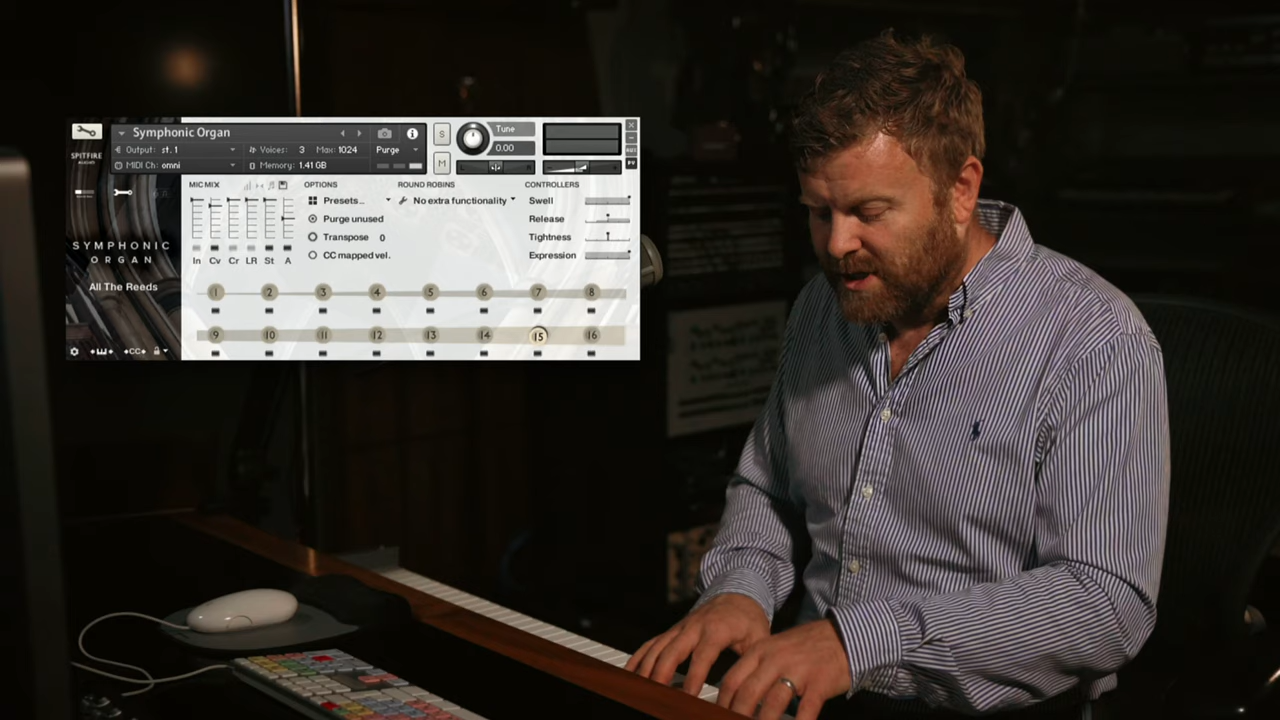 Symphonic Organ
S
Tune
Output: st. 1
Voices: 3 Max: 1024
Purge
0.00
MIDI Ch: omni
Memory: 1.41 GB
M
L
R
AUX
PV
SPITFIRE
MIC MIX
OPTIONS
ROUND ROBINS
CONTROLLERS
Presets...
No extra functionality
Swell
Purge unused
Release
Transpose 0
Tightness
CC mapped vel.
Expression
In Cv Cr LR St A
SYMPHONIC
ORGAN
All The Reeds
1 2 3 4 5 6 7 8
9 10 11 12 13 14 15 16
CC